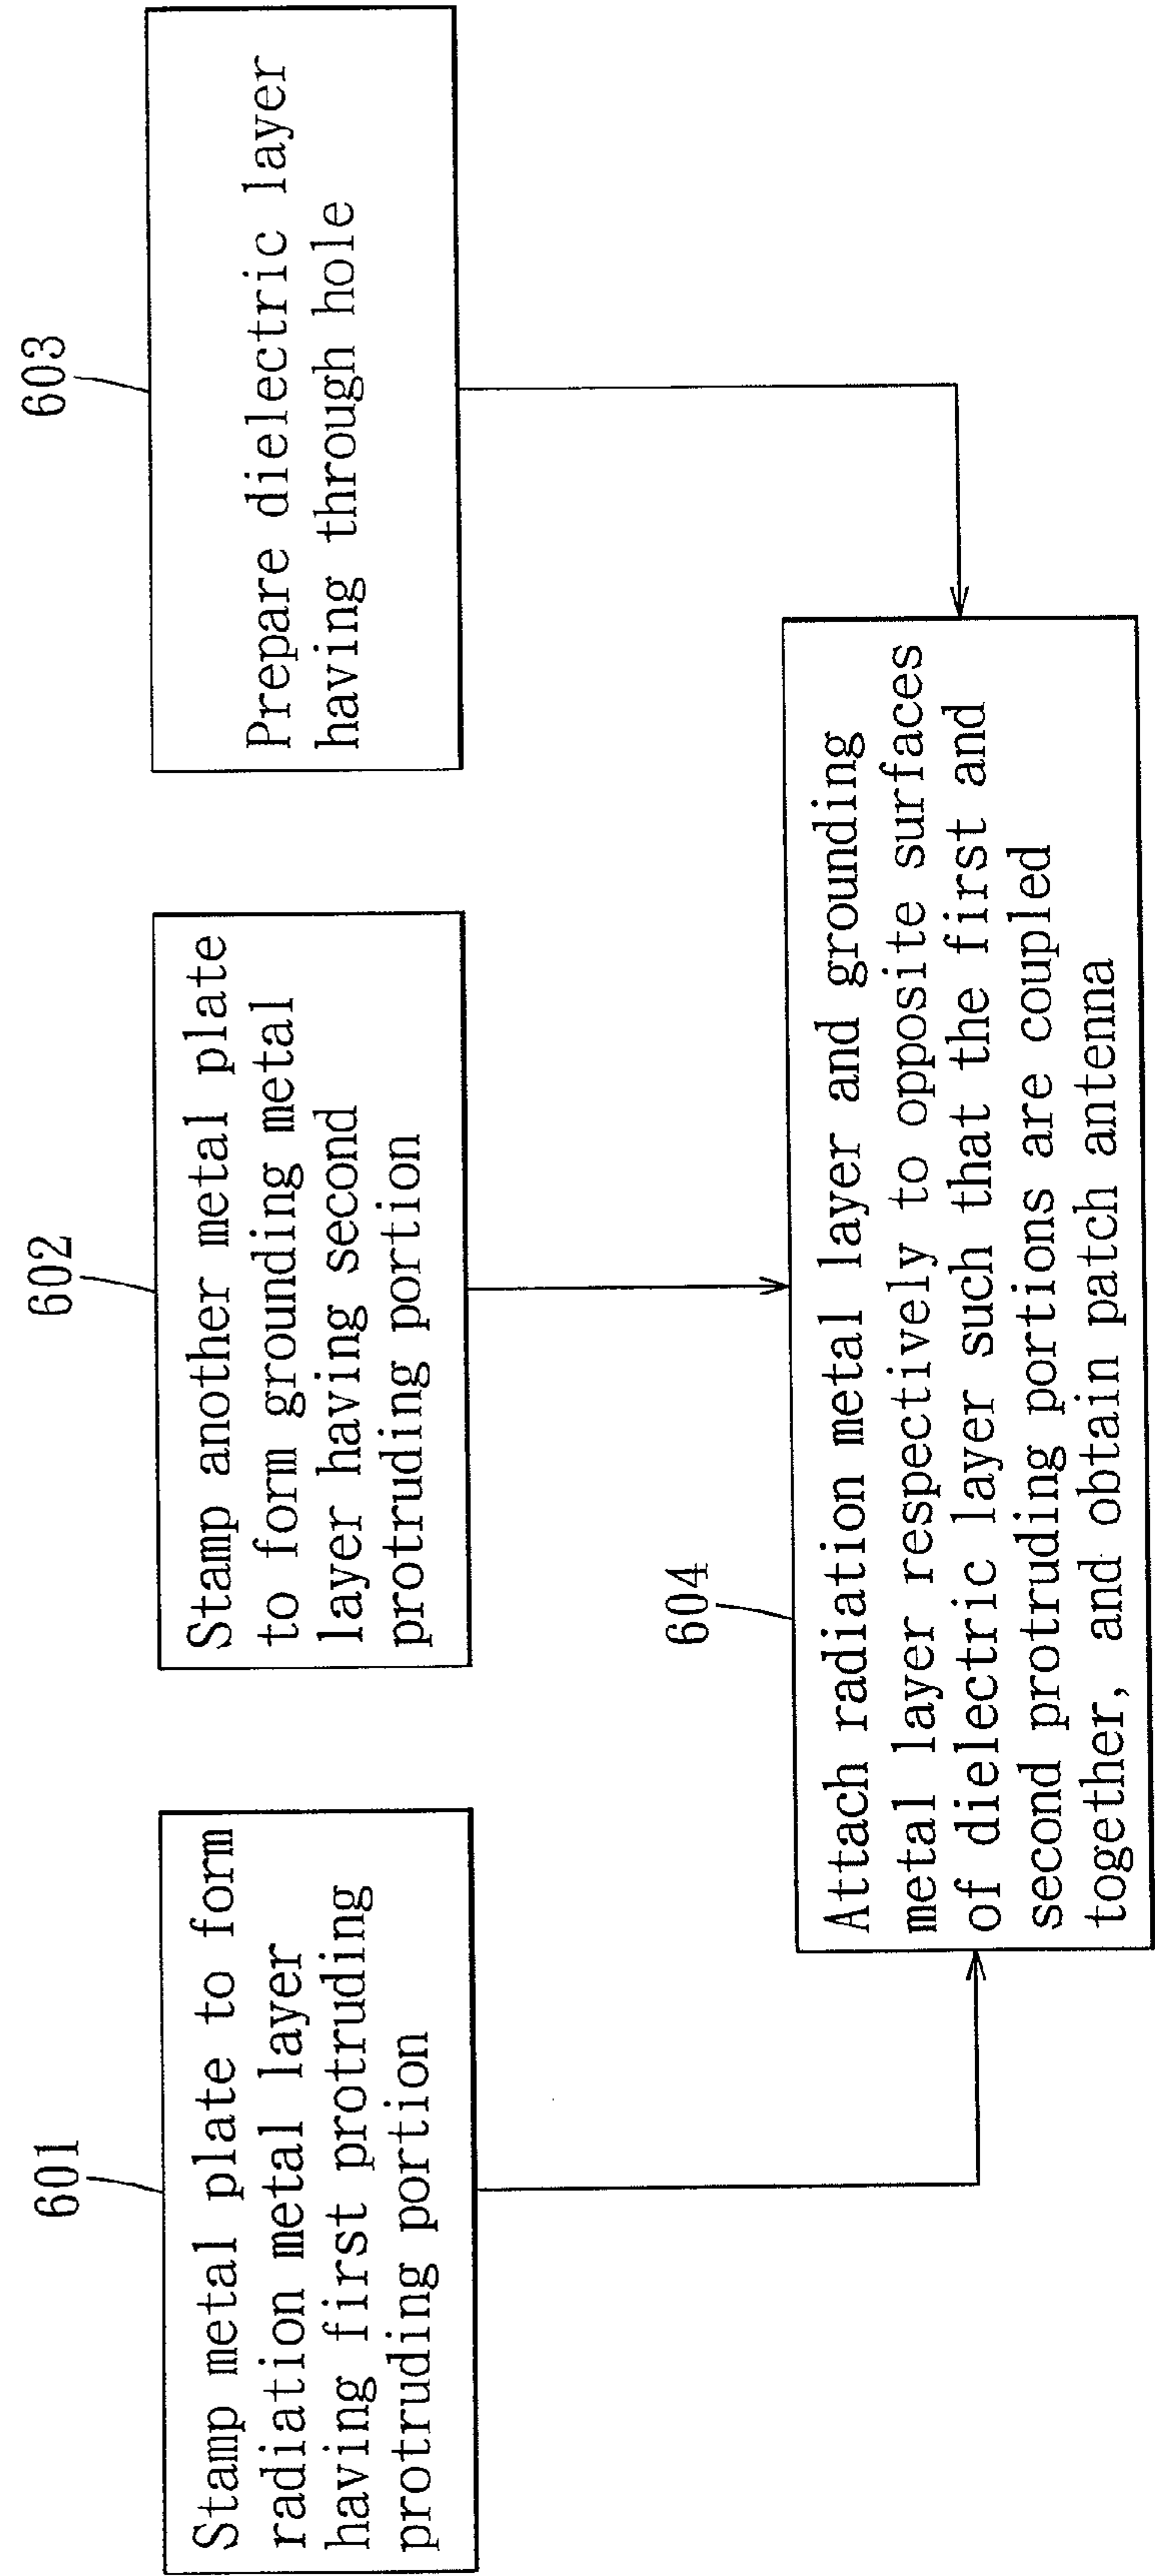 601
Stamp metal plate to form
radiation metal layer
having first protruding
protruding portion
602
Stamp another metal plate
to form grounding metal
layer having second
protruding portion
603
Prepare dielectric layer
having through hole
604
Attach radiation metal layer and grounding
metal layer respectively to opposite surfaces
of dielectric layer such that the first and
second protruding portions are coupled
together, and obtain patch antenna